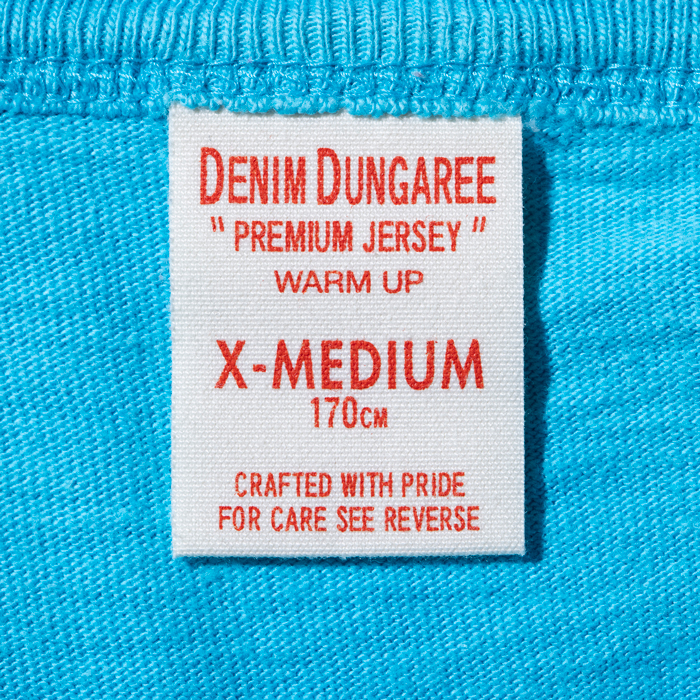 DENIM DUNGAREE
" PREMIUM JERSEY "
WARM UP
X-MEDIUM
170CM
CRAFTED WITH PRIDE
FOR CARE SEE REVERSE